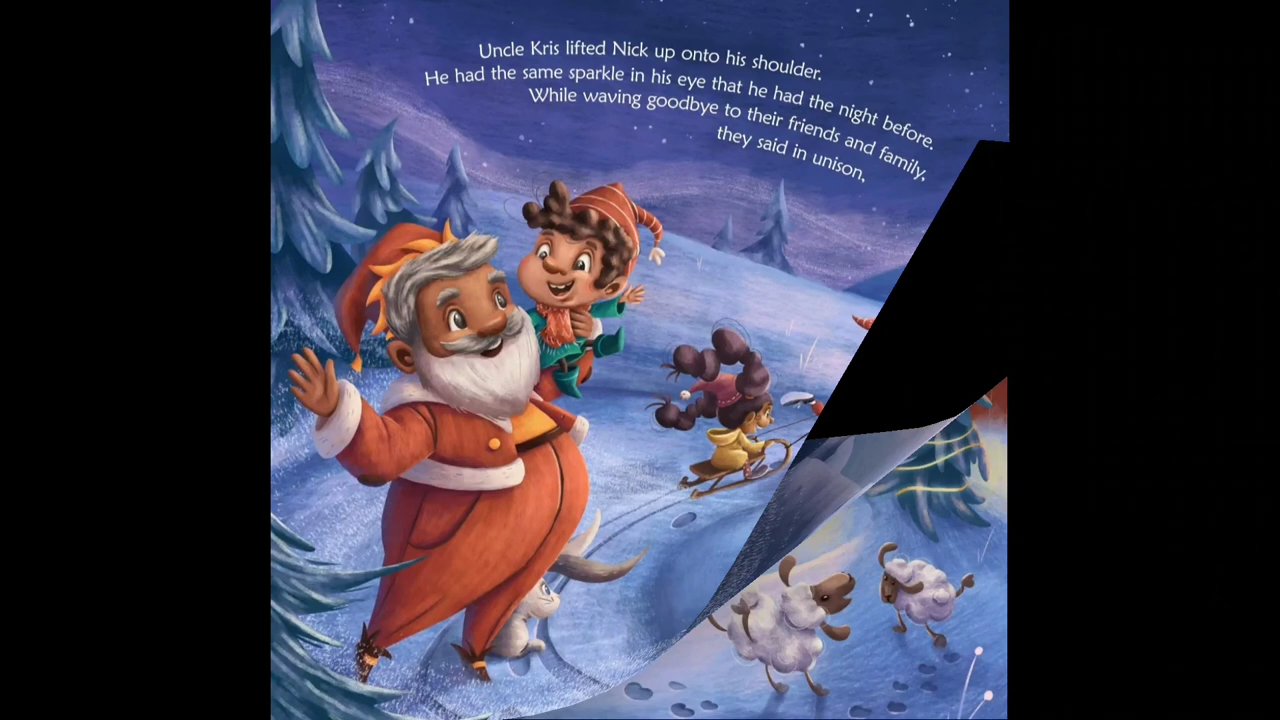 Uncle Kris lifted Nick up onto his shoulder.
He had the same sparkle in his eye that he had the night before.
While waving goodbye to their friends and family,
they said in unison,